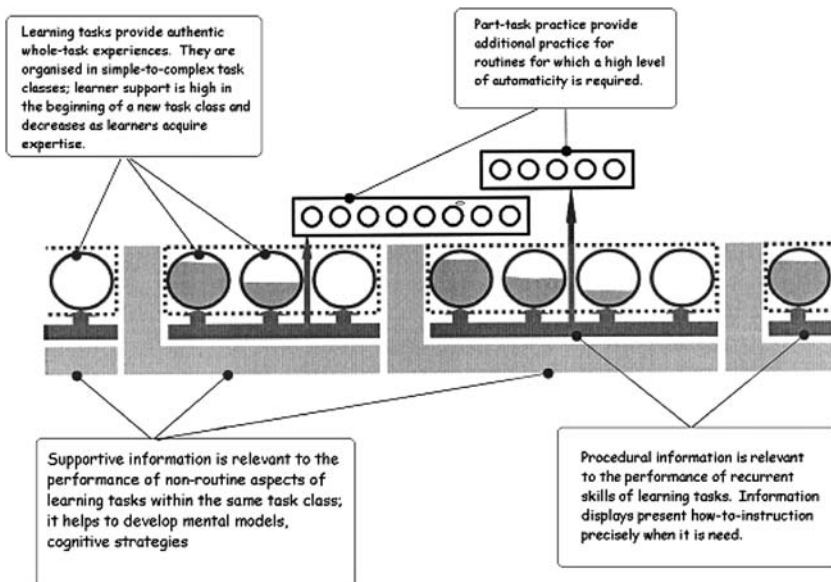 Learning tasks provide authentic
whole-task experiences. They are
organised in simple-to-complex task
classes; learner support is high in
the beginning of a new task class and
decreases as learners acquire
expertise.
Part-task practice provide
additional practice for
routines for which a high level
of automaticity is required.
Supportive information is relevant to the
performance of non-routine aspects of
learning tasks within the same task class;
it helps to develop mental models,
cognitive strategies
Procedural information is relevant
to the performance of recurrent
skills of learning tasks. Information
displays present how-to-instruction
precisely when it is need.